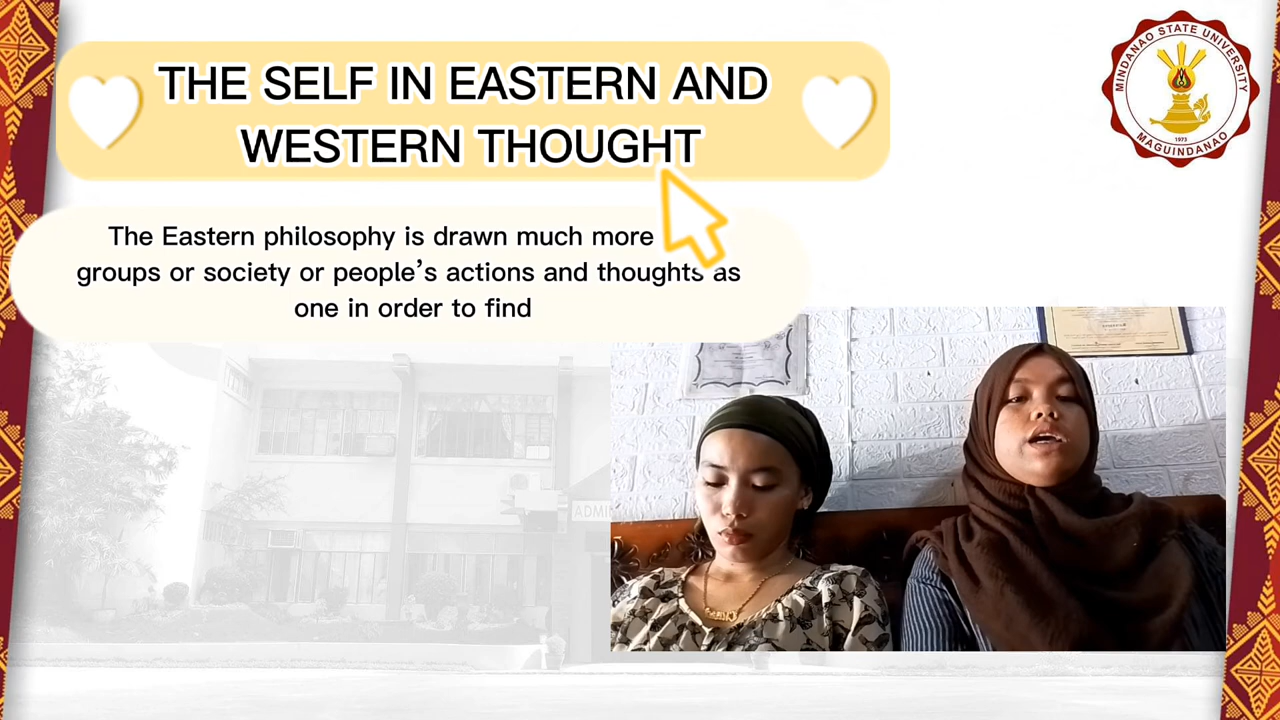 THE SELF IN EASTERN AND
WESTERN THOUGHT
MINDANAO STATE UNIVERSITY
1973
MAGUINDANAO
The Eastern philosophy is drawn much more
groups or society or people's actions and thoughts as
one in order to find